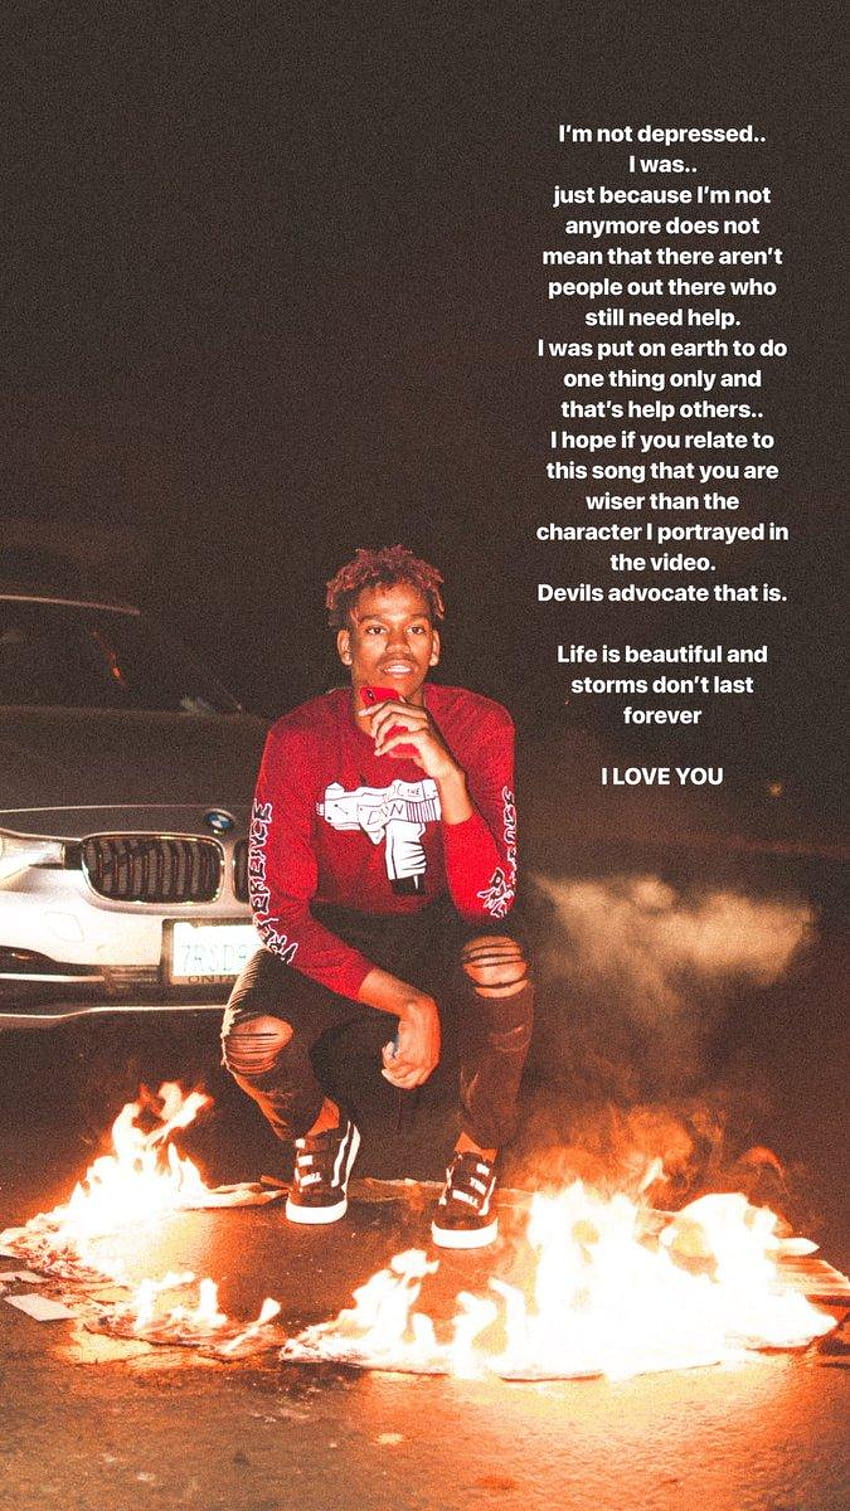 I'm not depressed..
I was..
just because I'm not
anymore does not
mean that there aren't
people out there who
still need help.
I was put on earth to do
one thing only and
that's help others..
I hope if you relate to
this song that you are
wiser than the
character I portrayed in
the video.
Devils advocate that is.
Life is beautiful and
storms don't last
forever
I LOVE YOU
BMW
THE